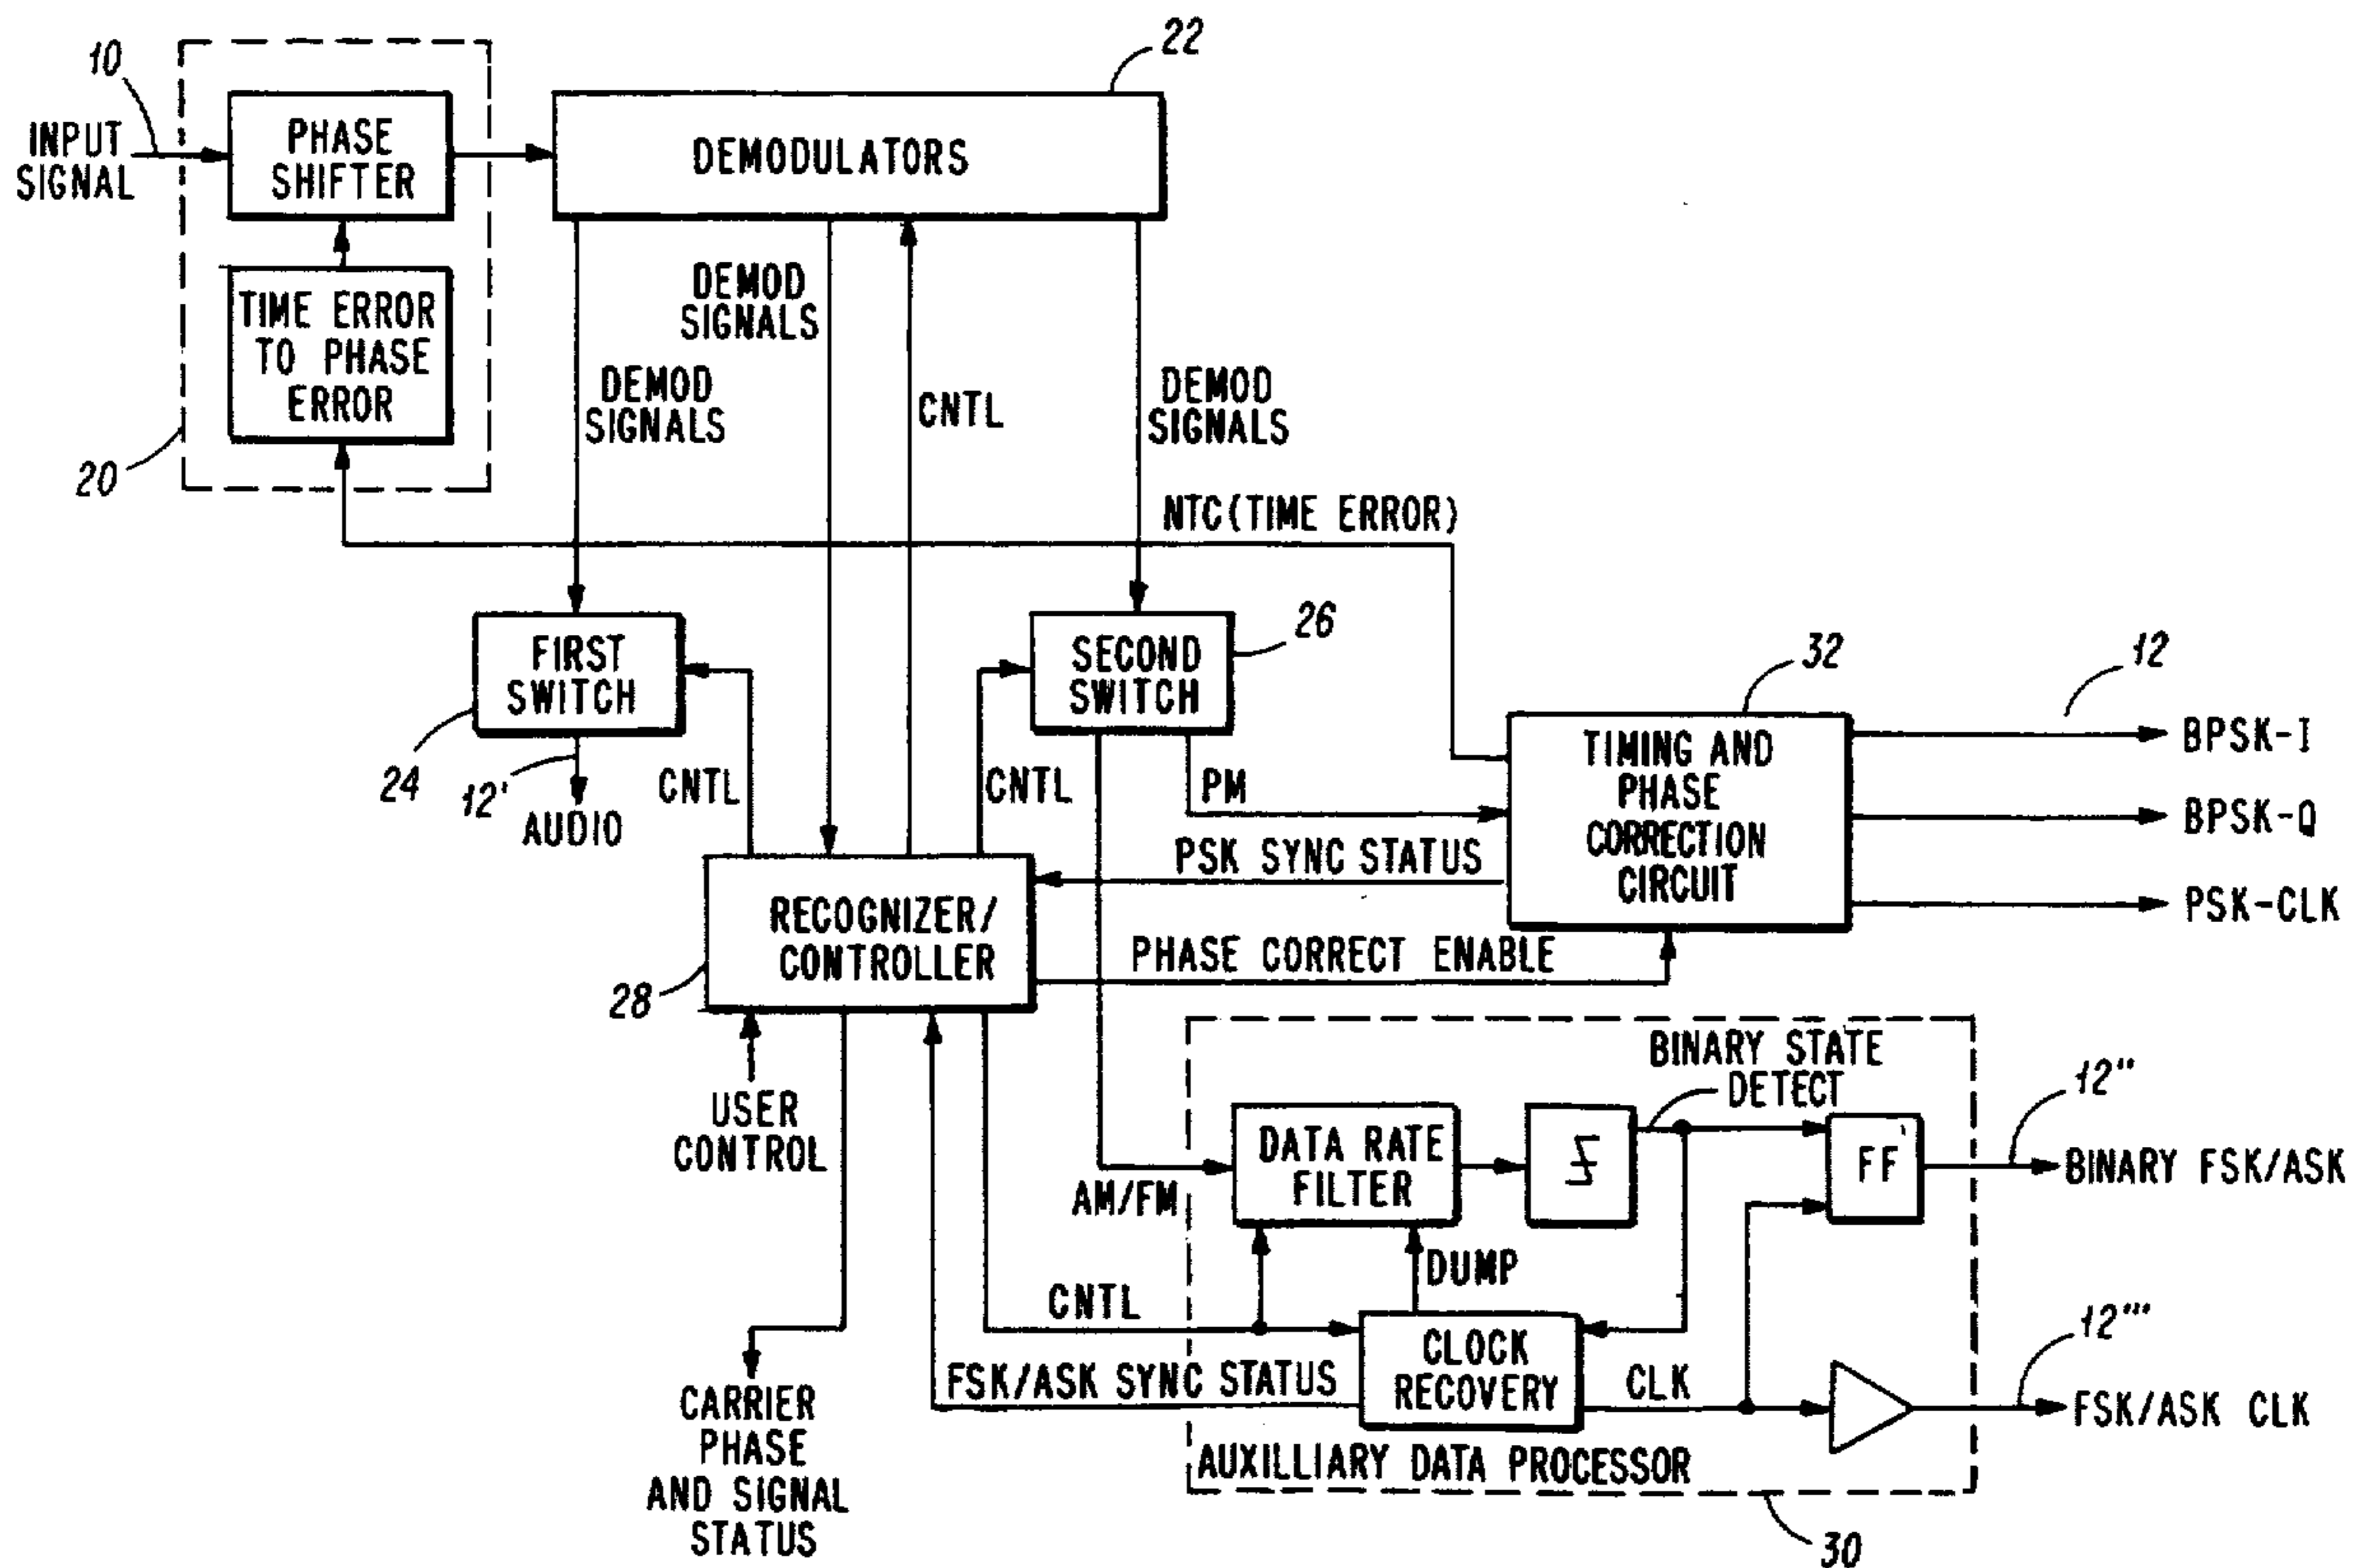 22
10
INPUT
SIGNAL
PHASE
SHIFTER
DEMODULATORS
TIME ERROR
TO PHASE
ERROR
20
DEMOD
SIGNALS
DEMOD
SIGNALS
CNTL
DEMOD
SIGNALS
NTC(TIME ERROR)
FIRST
SWITCH
24
12'
AUDIO
CNTL
SECOND
SWITCH
26
CNTL
PM
32
TIMING AND
PHASE
CORRECTION
CIRCUIT
12
BPSK-I
BPSK-Q
PSK-CLK
PSK SYNC STATUS
RECOGNIZER/
CONTROLLER
28
PHASE CORRECT ENABLE
USER
CONTROL
BINARY STATE
DETECT
AM/FM
DATA RATE
FILTER
FF
12"
BINARY FSK/ASK
DUMP
CNTL
CLOCK
RECOVERY
FSK/ASK SYNC STATUS
CLK
12'''
FSK/ASK CLK
AUXILLIARY DATA PROCESSOR
30
CARRIER
PHASE
AND SIGNAL
STATUS